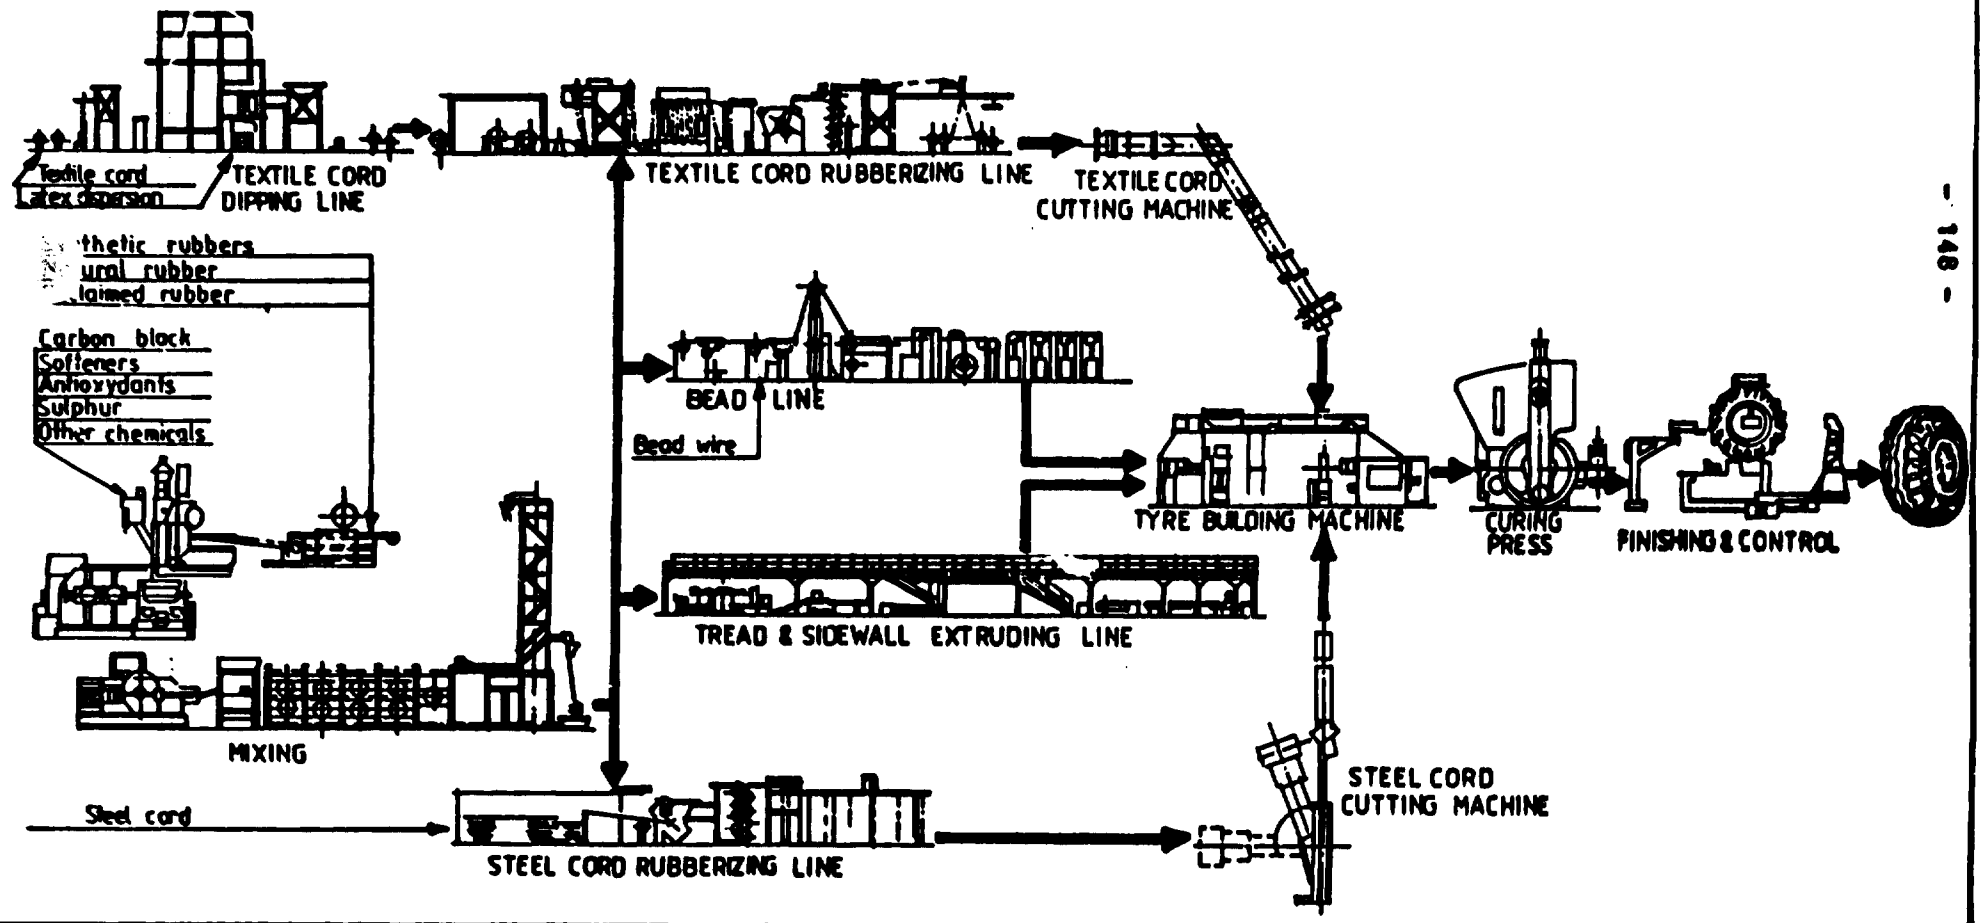 Textile cord
Latex dispersion
TEXTILE CORD
DIPPING LINE
TEXTILE CORD RUBBERIZING LINE
TEXTILE CORD
CUTTING MACHINE
- 148 -
thetic rubbers
ural rubber
laimed rubber
Carbon black
Softeners
Antioxydants
Sulphur
Other chemicals
BEAD LINE
Bead wire
TYRE BUILDING MACHINE
CURING
PRESS
FINISHING & CONTROL
TREAD & SIDEWALL EXTRUDING LINE
MIXING
Steel cord
STEEL CORD RUBBERIZING LINE
STEEL CORD
CUTTING MACHINE